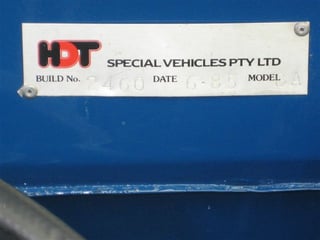 HDT SPECIAL VEHICLES PTY LTD
BUILD No. 2460 DATE 6-85 MODEL